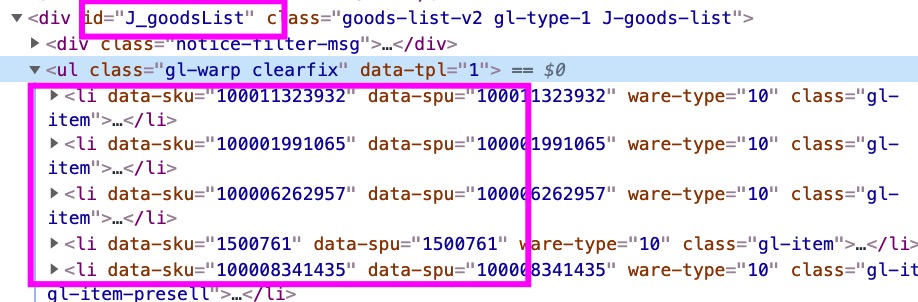 ▼<div id="J_goodsList" class="goods-list-v2 gl-type-1 J-goods-list">
▶<div class="notice-filter-msg">…</div>
▼<ul class="gl-warp clearfix" data-tpl="1"> == $0
▶<li data-sku="100011323932" data-spu="100011323932" ware-type="10" class="gl-
item">…</li>
▶<li data-sku="100001991065" data-spu="100001991065" ware-type="10" class="gl-
item">…</li>
▶<li data-sku="100006262957" data-spu="100006262957" ware-type="10" class="gl-
item">…</li>
▶<li data-sku="1500761" data-spu="1500761" ware-type="10" class="gl-item">…</li>
▶<li data-sku="100008341435" data-spu="100008341435" ware-type="10" class="gl-it
gl-item-presell">…</li>